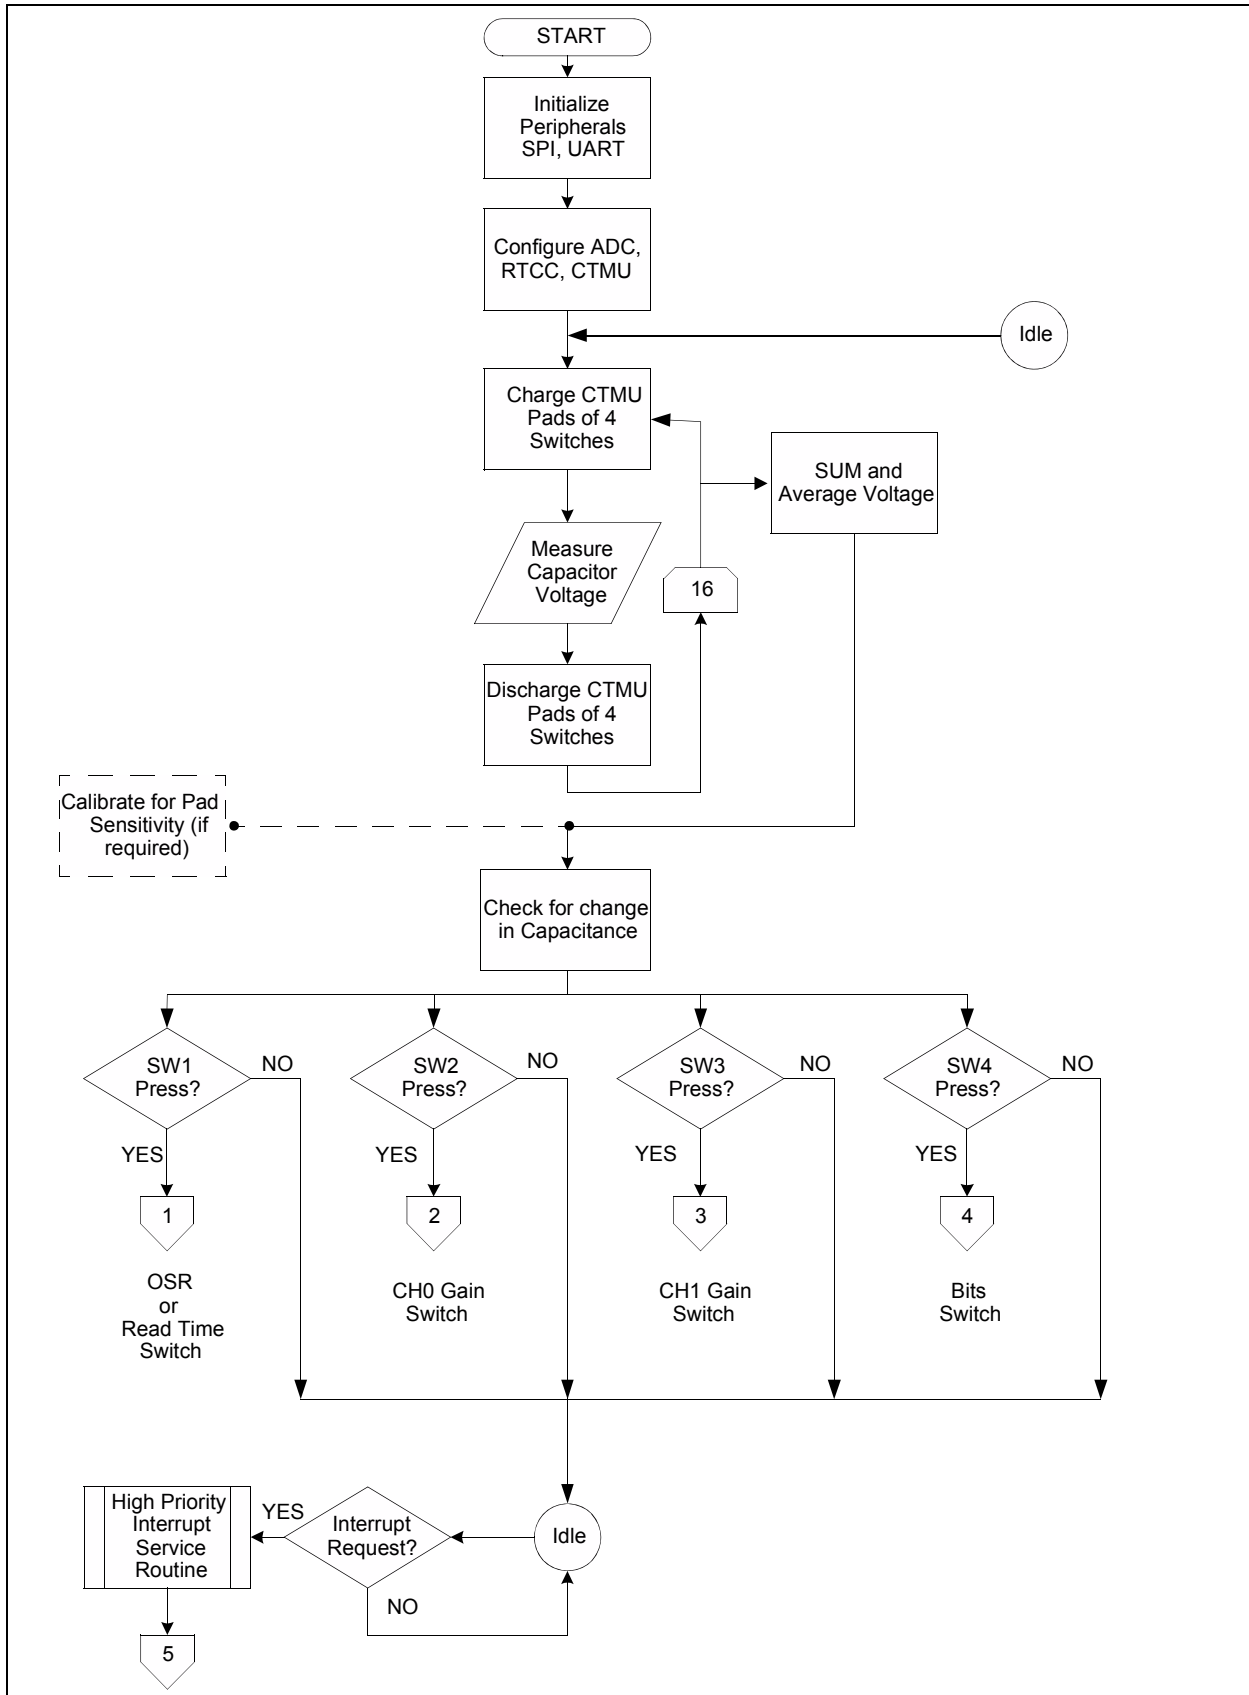 START
Initialize
Peripherals
SPI, UART
Configure ADC,
RTCC, CTMU
Idle
Charge CTMU
Pads of 4
Switches
SUM and
Average Voltage
Measure
Capacitor
Voltage
16
Discharge CTMU
Pads of 4
Switches
Calibrate for Pad
Sensitivity (if
required)
Check for change
in Capacitance
SW1
Press?
NO
YES
1
OSR
or
Read Time
Switch
SW2
Press?
NO
YES
2
CH0 Gain
Switch
SW3
Press?
NO
YES
3
CH1 Gain
Switch
SW4
Press?
NO
YES
4
Bits
Switch
High Priority
Interrupt
Service
Routine
YES
Interrupt
Request?
Idle
NO
5